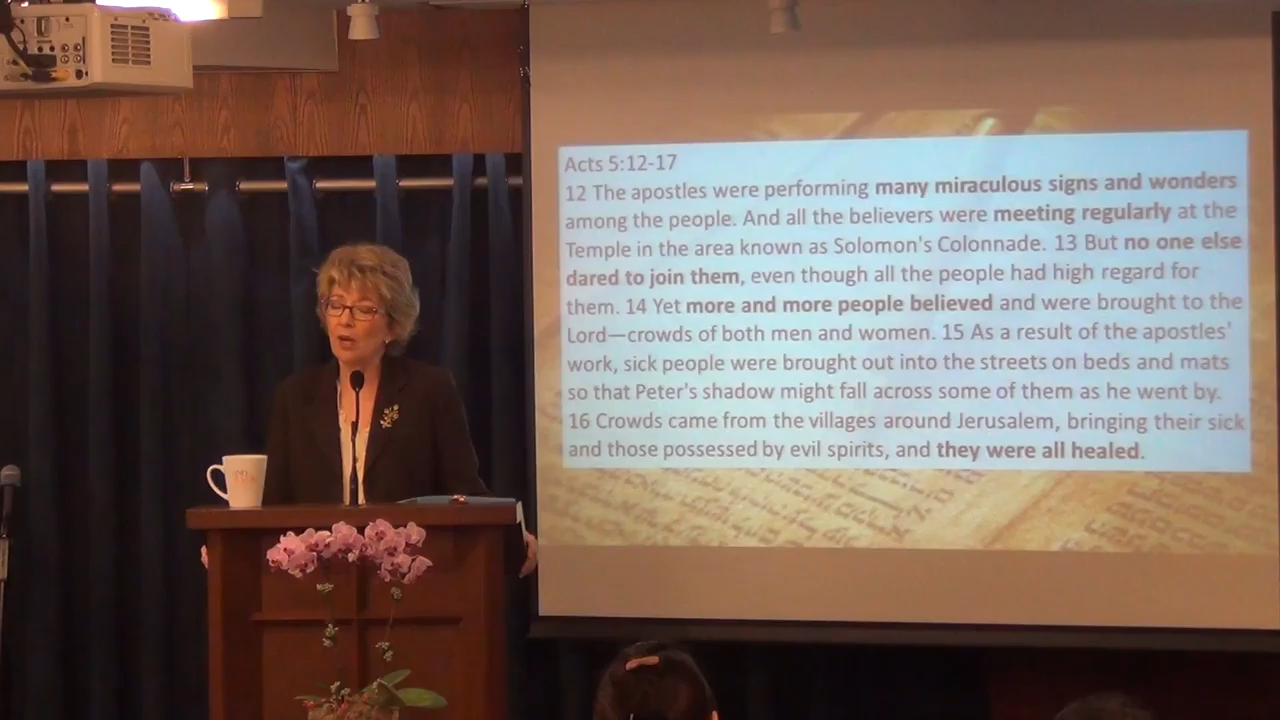 Acts 5:12-17
12 The apostles were performing many miraculous signs and wonders
among the people. And all the believers were meeting regularly at the
Temple in the area known as Solomon's Colonnade. 13 But no one else
dared to join them, even though all the people had high regard for
them. 14 Yet more and more people believed and were brought to the
Lord—crowds of both men and women. 15 As a result of the apostles'
work, sick people were brought out into the streets on beds and mats
so that Peter's shadow might fall across some of them as he went by.
16 Crowds came from the villages around Jerusalem, bringing their sick
and those possessed by evil spirits, and they were all healed.